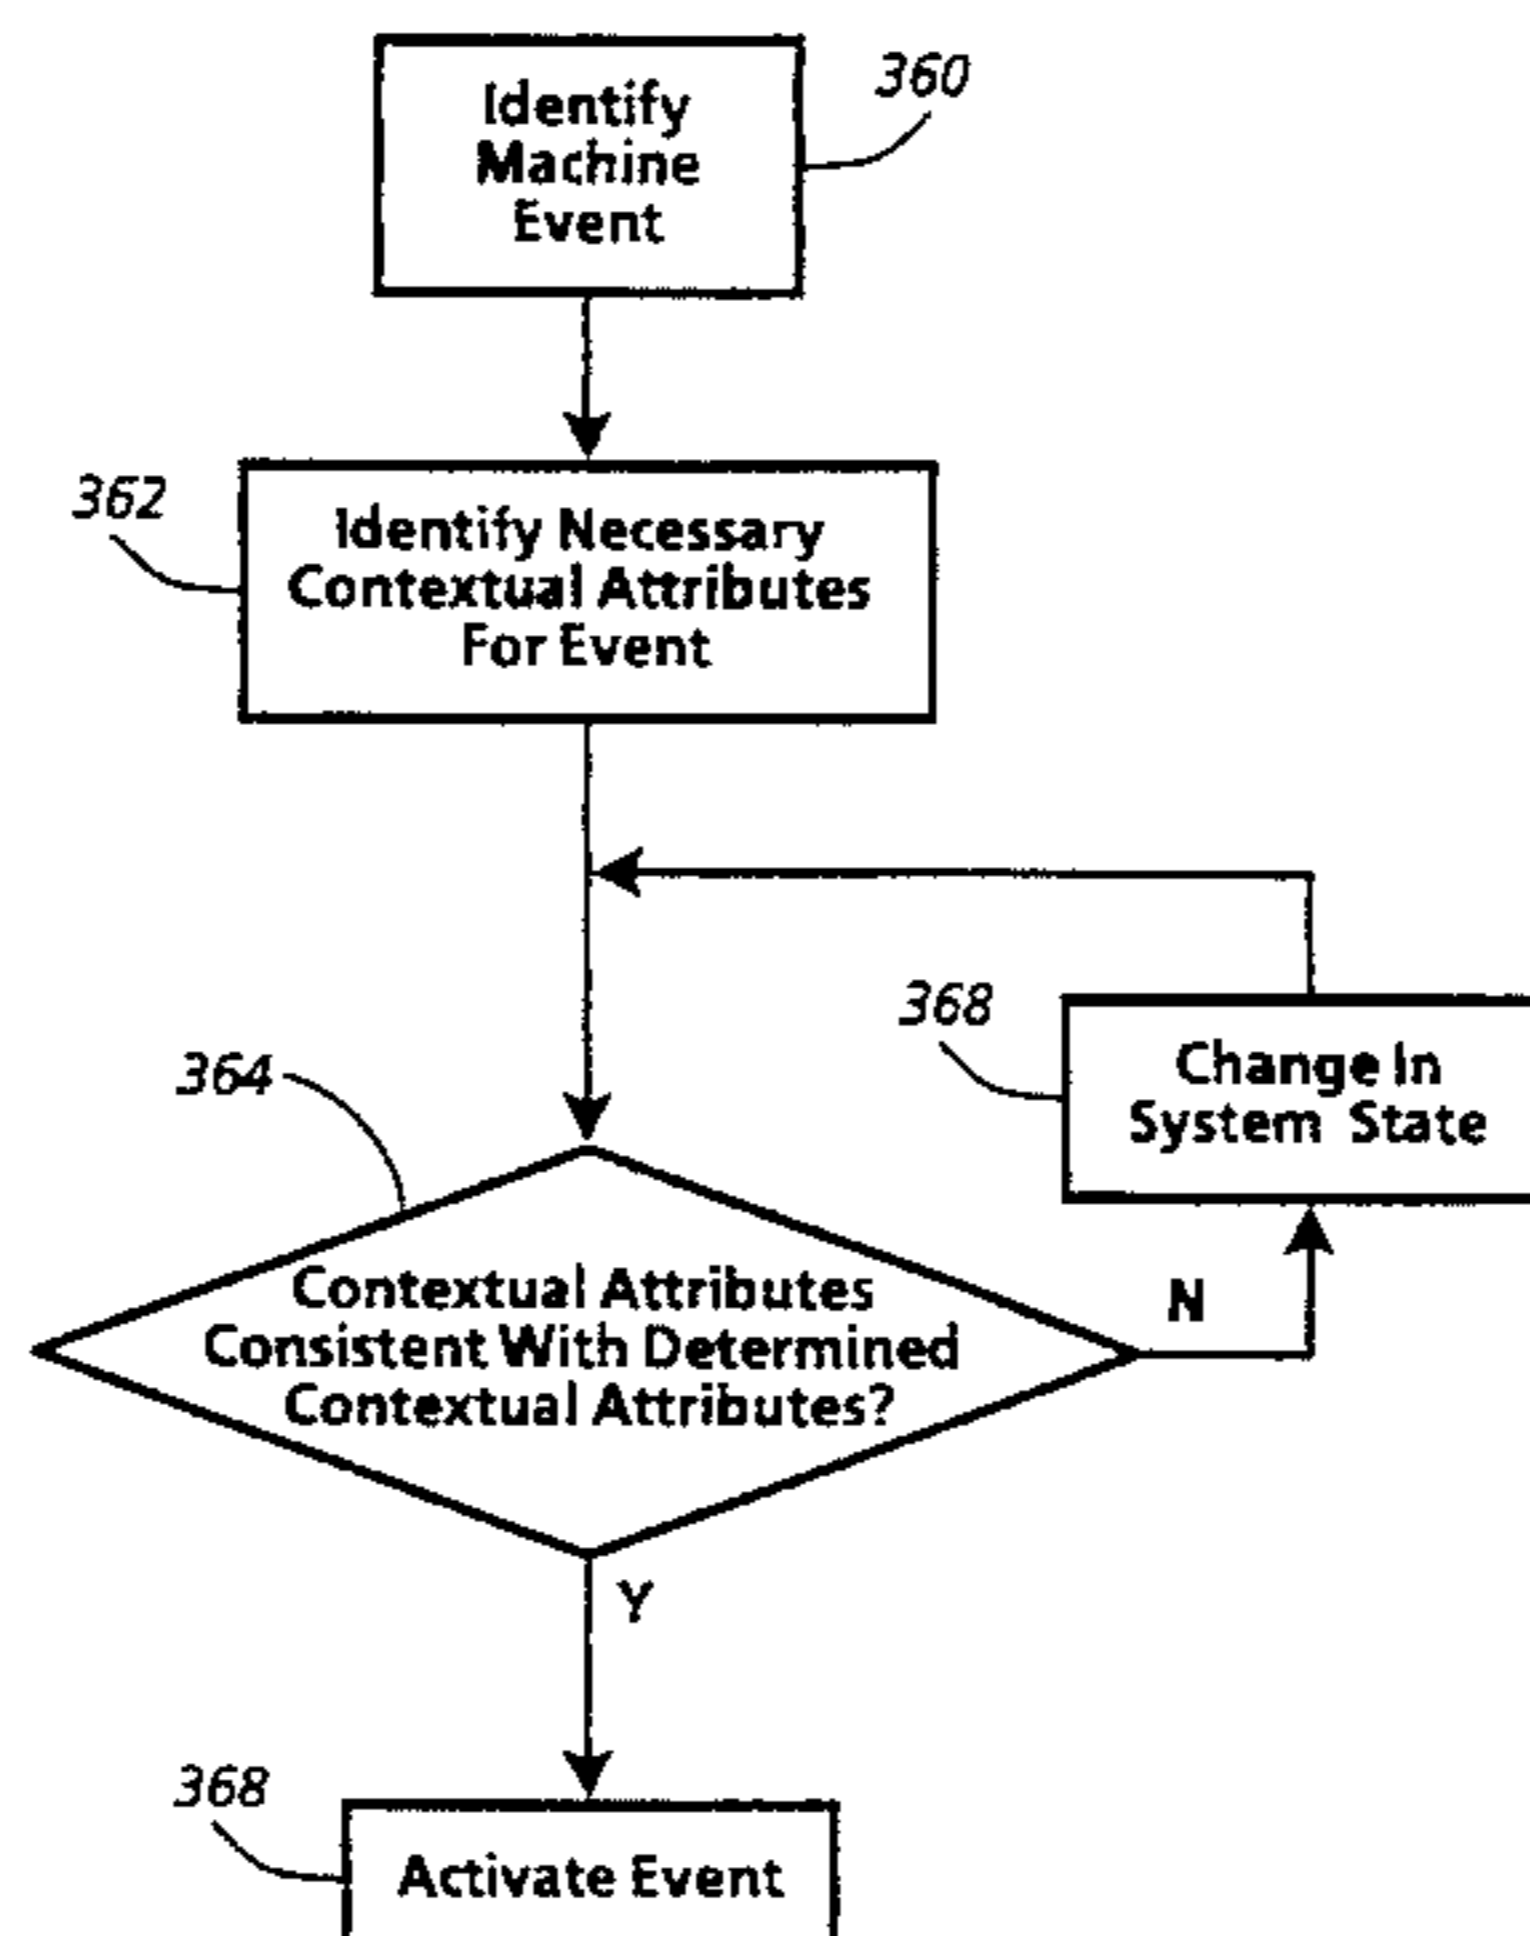 Identify
Machine
Event
360
362
Identify Necessary
Contextual Attributes
For Event
368
Change In
System State
364
Contextual Attributes
Consistent With Determined
Contextual Attributes?
N
Y
368
Activate Event